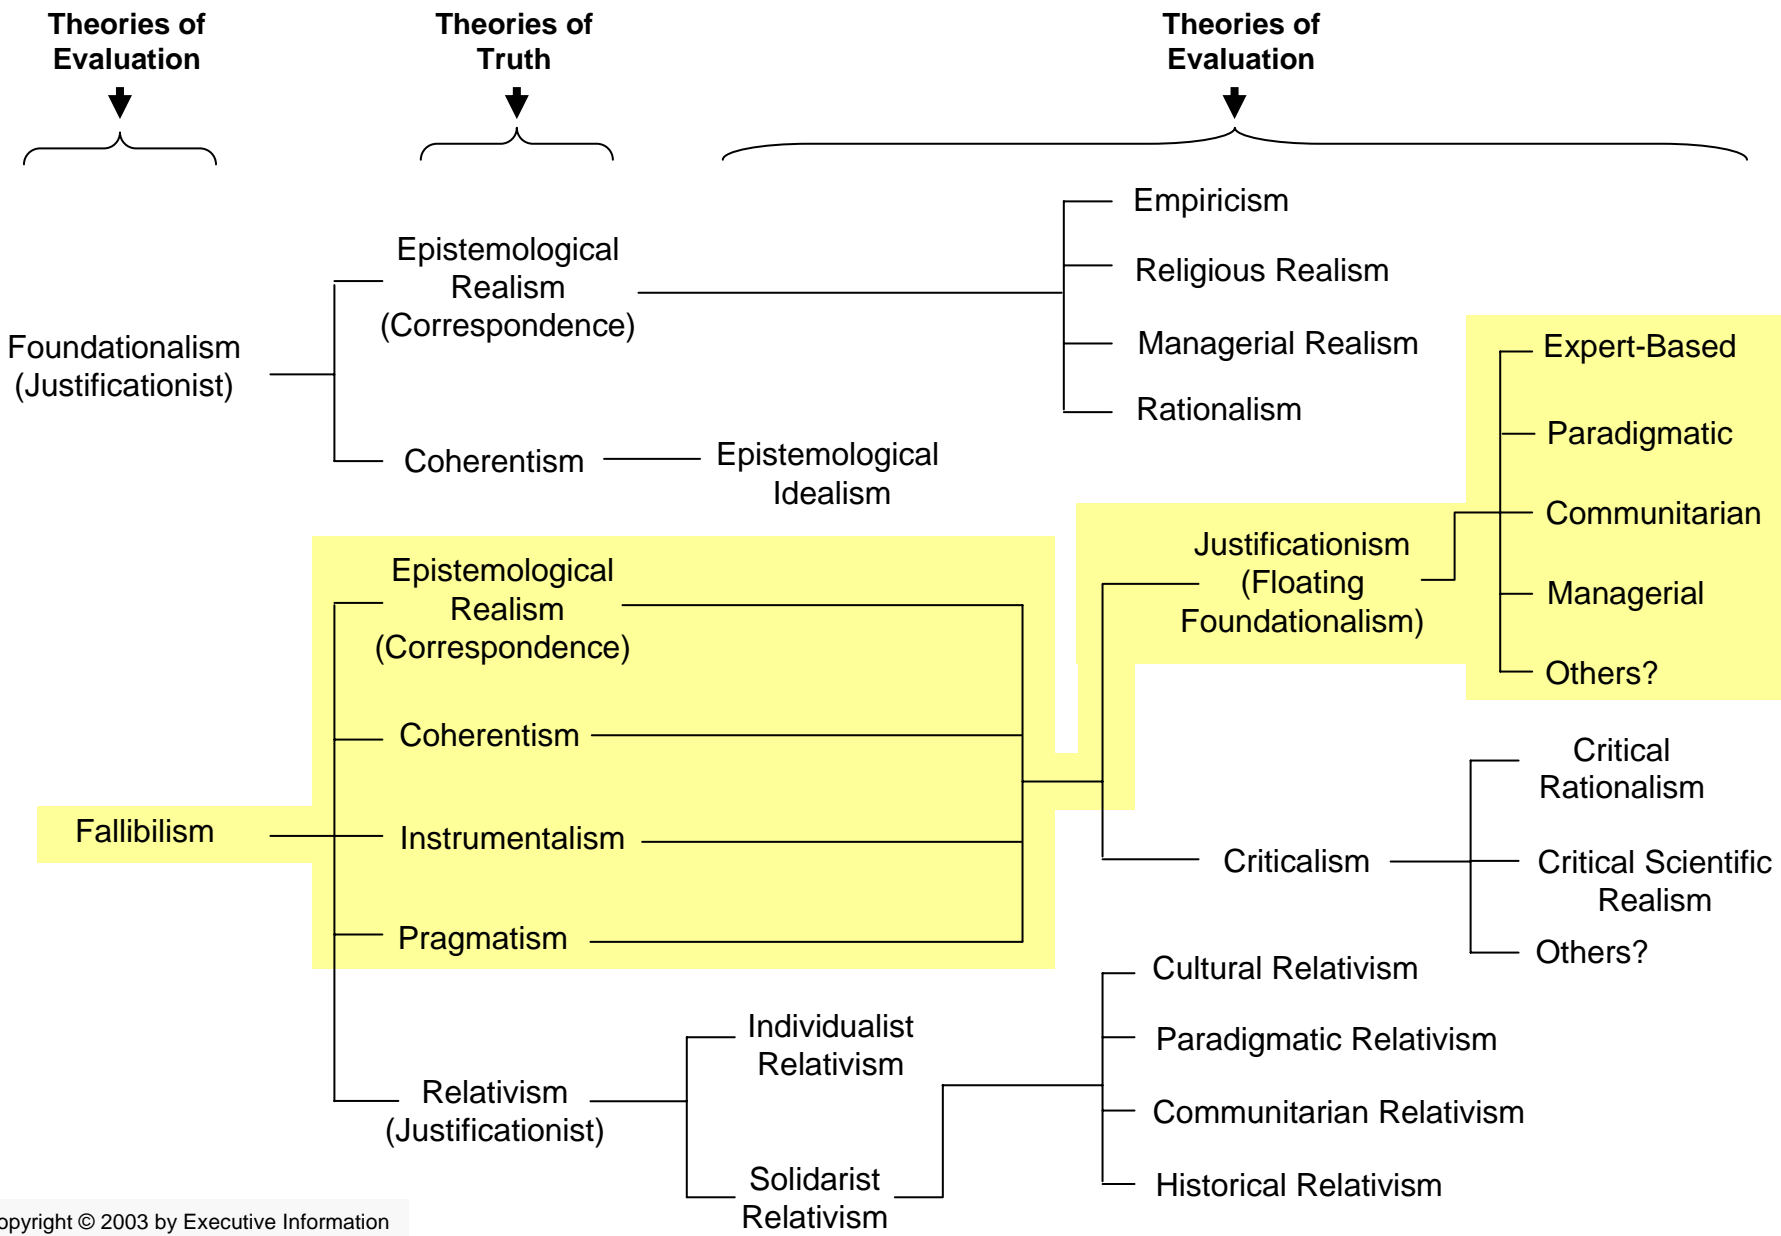 Theories of
Evaluation
Theories of
Truth
Theories of
Evaluation
Foundationalism
(Justificationist)
Epistemological
Realism
(Correspondence)
Empiricism
Religious Realism
Managerial Realism
Rationalism
Coherentism
Epistemological
Idealism
Fallibilism
Epistemological
Realism
(Correspondence)
Coherentism
Instrumentalism
Pragmatism
Justificationism
(Floating
Foundationalism)
Expert-Based
Paradigmatic
Communitarian
Managerial
Others?
Criticalism
Critical
Rationalism
Critical Scientific
Realism
Others?
Relativism
(Justificationist)
Individualist
Relativism
Solidarist
Relativism
Cultural Relativism
Paradigmatic Relativism
Communitarian Relativism
Historical Relativism
opyright © 2003 by Executive Information